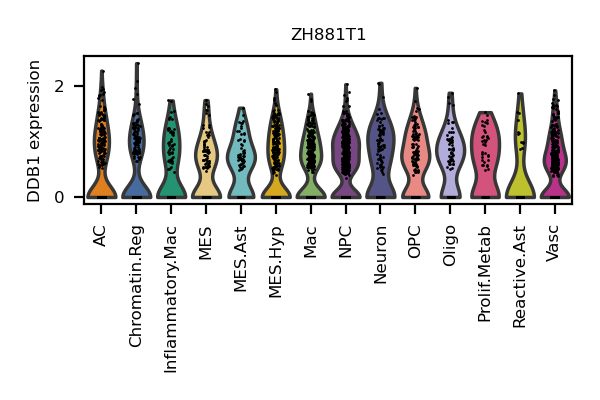 ZH881T1
DDB1 expression
2
0
AC
Chromatin.Reg
Inflammatory.Mac
MES
MES.Ast
MES.Hyp
Mac
NPC
Neuron
OPC
Oligo
Prolif.Metab
Reactive.Ast
Vasc